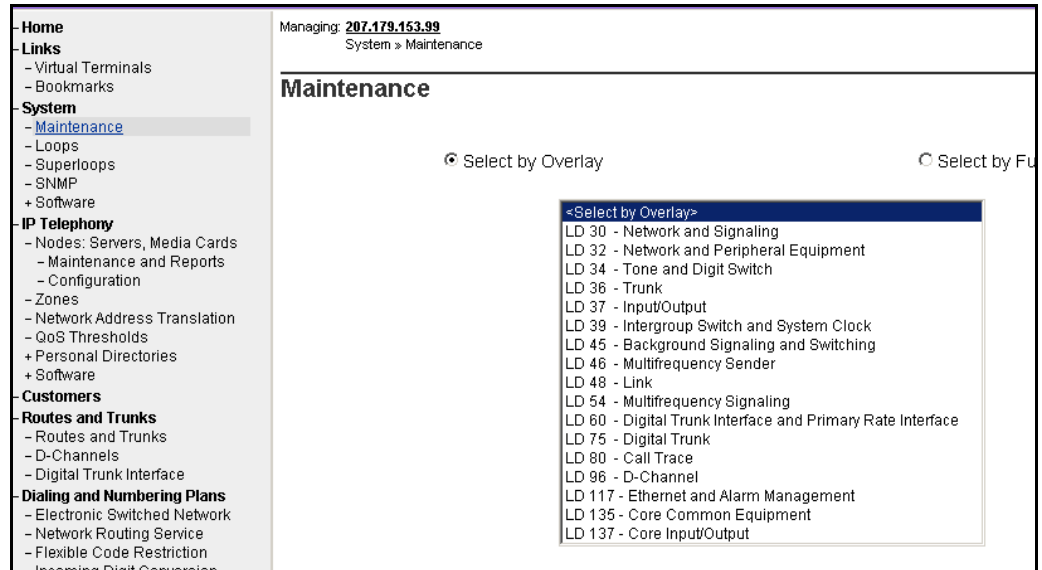 – Home
– Links
– Virtual Terminals
– Bookmarks
– System
– Maintenance
– Loops
– Superloops
– SNMP
+ Software
– IP Telephony
– Nodes: Servers, Media Cards
– Maintenance and Reports
– Configuration
– Zones
– Network Address Translation
– QoS Thresholds
+ Personal Directories
+ Software
– Customers
– Routes and Trunks
– Routes and Trunks
– D-Channels
– Digital Trunk Interface
– Dialing and Numbering Plans
– Electronic Switched Network
– Network Routing Service
– Flexible Code Restriction
– Incoming Digit Conversion
Managing: 207.179.153.99
System » Maintenance
Maintenance
Select by Overlay
Select by Fu
<Select by Overlay>
LD 30 - Network and Signaling
LD 32 - Network and Peripheral Equipment
LD 34 - Tone and Digit Switch
LD 36 - Trunk
LD 37 - Input/Output
LD 39 - Intergroup Switch and System Clock
LD 45 - Background Signaling and Switching
LD 46 - Multifrequency Sender
LD 48 - Link
LD 54 - Multifrequency Signaling
LD 60 - Digital Trunk Interface and Primary Rate Interface
LD 75 - Digital Trunk
LD 80 - Call Trace
LD 96 - D-Channel
LD 117 - Ethernet and Alarm Management
LD 135 - Core Common Equipment
LD 137 - Core Input/Output